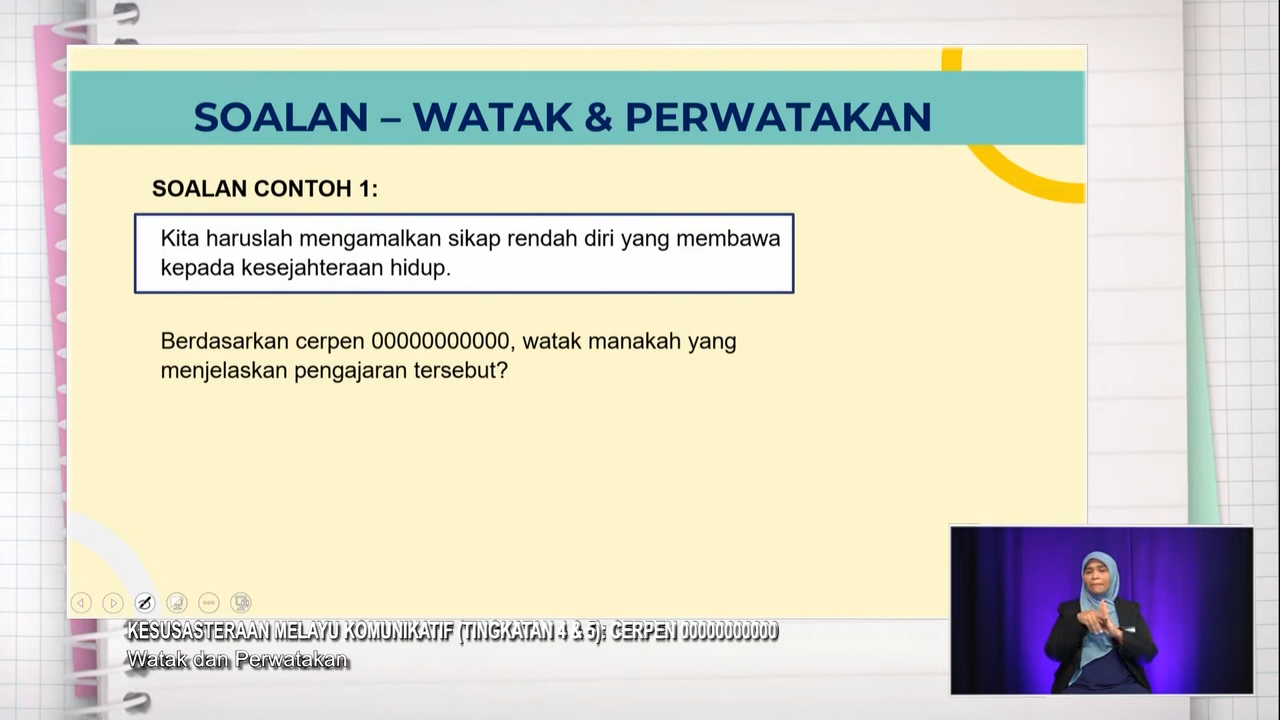 SOALAN – WATAK & PERWATAKAN
SOALAN CONTOH 1:
Kita haruslah mengamalkan sikap rendah diri yang membawa
kepada kesejahteraan hidup.
Berdasarkan cerpen 00000000000, watak manakah yang
menjelaskan pengajaran tersebut?
KESUSASTERAAN MELAYU KOMUNIKATIF (TINGKATAN 4 & 5): CERPEN 00000000000
Watak dan Perwatakan